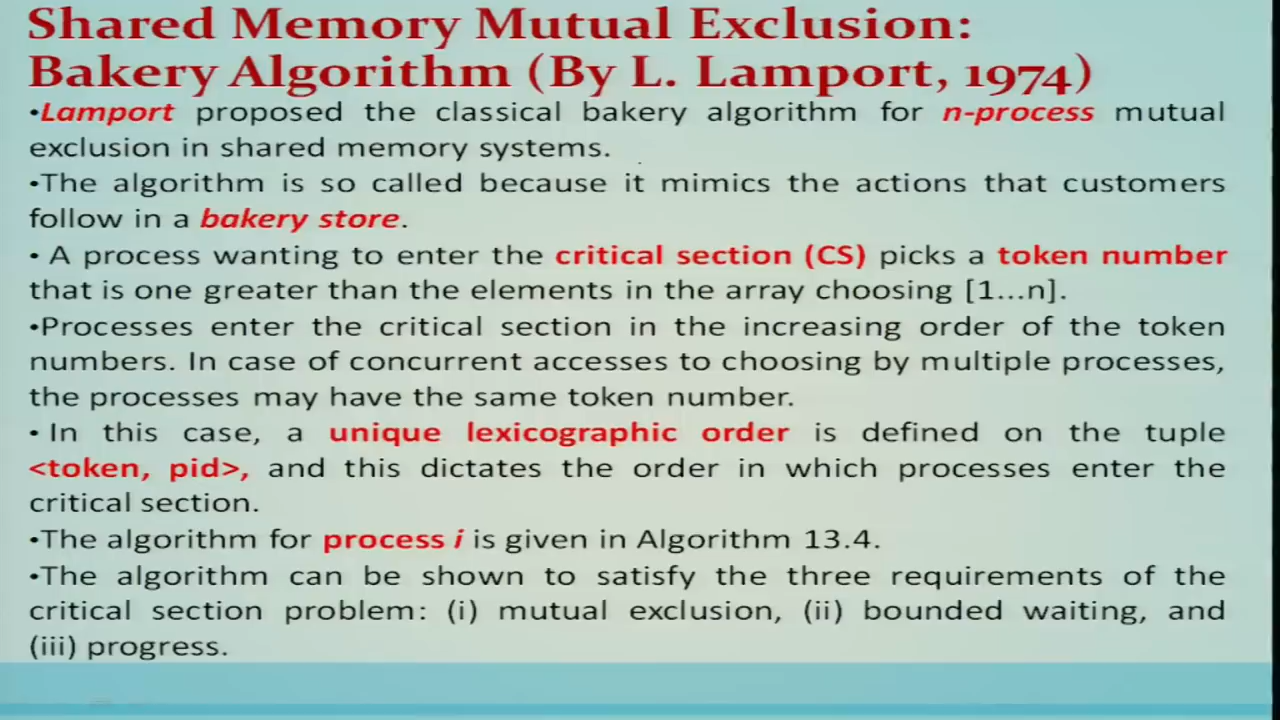 Shared Memory Mutual Exclusion:
Bakery Algorithm (By L. Lamport, 1974)
•Lamport proposed the classical bakery algorithm for n-process mutual
exclusion in shared memory systems.
•The algorithm is so called because it mimics the actions that customers
follow in a bakery store.
• A process wanting to enter the critical section (CS) picks a token number
that is one greater than the elements in the array choosing [1...n].
•Processes enter the critical section in the increasing order of the token
numbers. In case of concurrent accesses to choosing by multiple processes,
the processes may have the same token number.
• In this case, a unique lexicographic order is defined on the tuple
<token, pid>, and this dictates the order in which processes enter the
critical section.
•The algorithm for process i is given in Algorithm 13.4.
•The algorithm can be shown to satisfy the three requirements of the
critical section problem: (i) mutual exclusion, (ii) bounded waiting, and
(iii) progress.